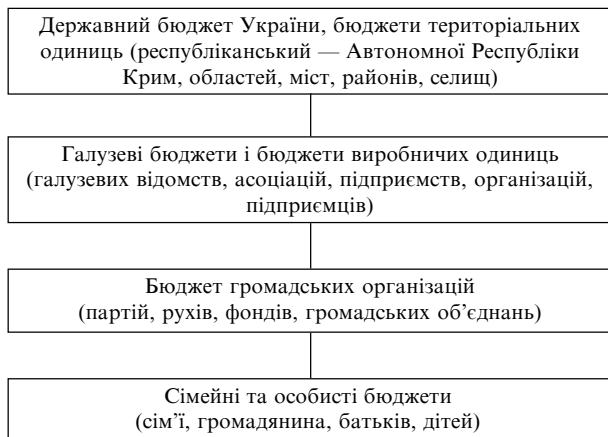 Державний бюджет України, бюджети територіальних
одиниць (республіканський — Автономної Республіки
Крим, областей, міст, районів, селищ)
Галузеві бюджети і бюджети виробничих одиниць
(галузевих відомств, асоціацій, підприємств, організацій,
підприємців)
Бюджет громадських організацій
(партій, рухів, фондів, громадських об’єднань)
Сімейні та особисті бюджети
(сім’ї, громадянина, батьків, дітей)